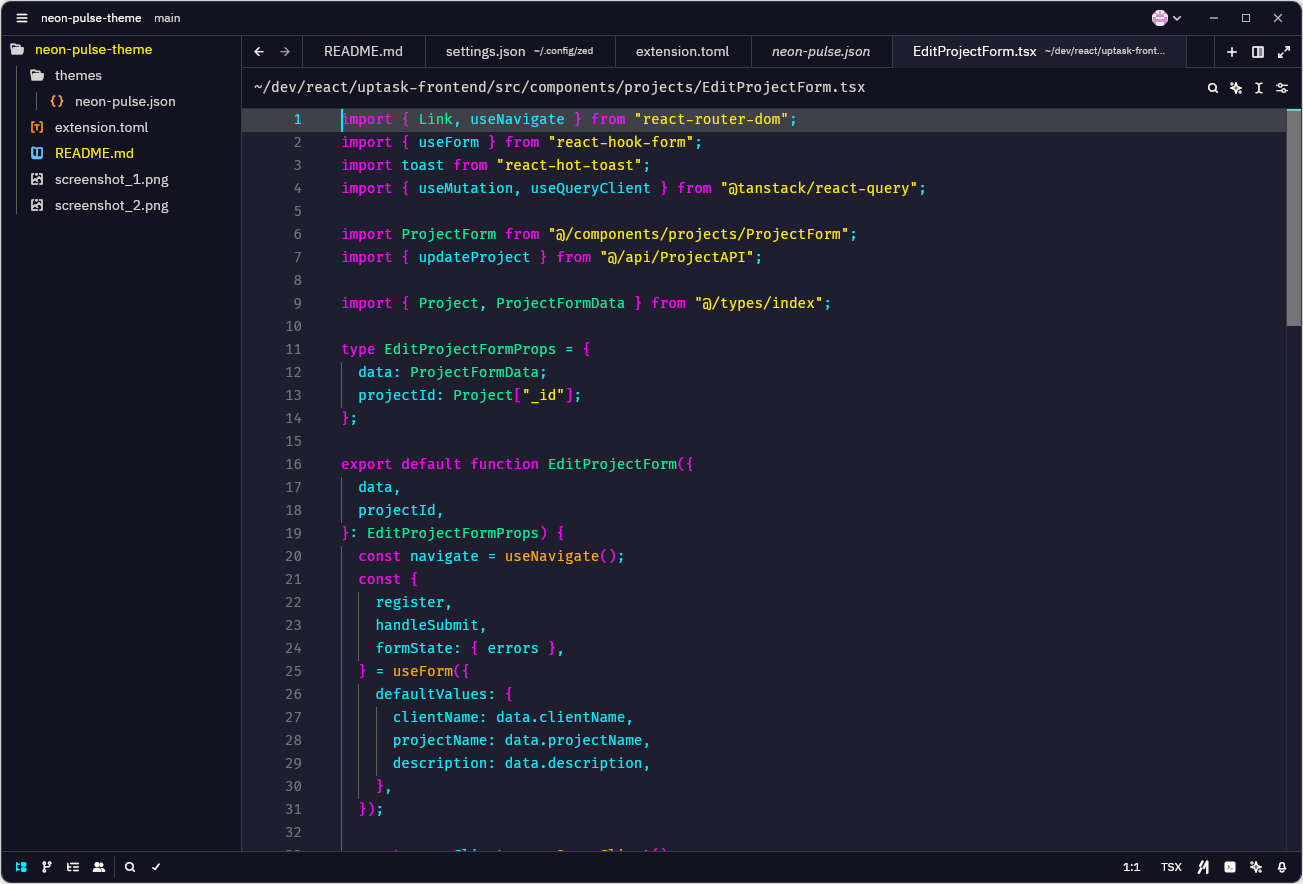 neon-pulse-theme main
neon-pulse-theme
themes
neon-pulse.json
extension.toml
README.md
screenshot_1.png
screenshot_2.png
README.md settings.json ~/.config/zed extension.toml neon-pulse.json EditProjectForm.tsx ~/dev/react/uptask-front...
~/dev/react/uptask-frontend/src/components/projects/EditProjectForm.tsx
1 import { Link, useNavigate } from "react-router-dom";
2 import { useForm } from "react-hook-form";
3 import toast from "react-hot-toast";
4 import { useMutation, useQueryClient } from "@tanstack/react-query";
5
6 import ProjectForm from "@/components/projects/ProjectForm";
7 import { updateProject } from "@/api/ProjectAPI";
8
9 import { Project, ProjectFormData } from "@/types/index";
10
11 type EditProjectFormProps = {
12   data: ProjectFormData;
13   projectId: Project["_id"];
14 };
15
16 export default function EditProjectForm({
17   data,
18   projectId,
19 }: EditProjectFormProps) {
20   const navigate = useNavigate();
21   const {
22     register,
23     handleSubmit,
24     formState: { errors },
25   } = useForm({
26     defaultValues: {
27       clientName: data.clientName,
28       projectName: data.projectName,
29       description: data.description,
30     },
31   });
32
1:1 TSX